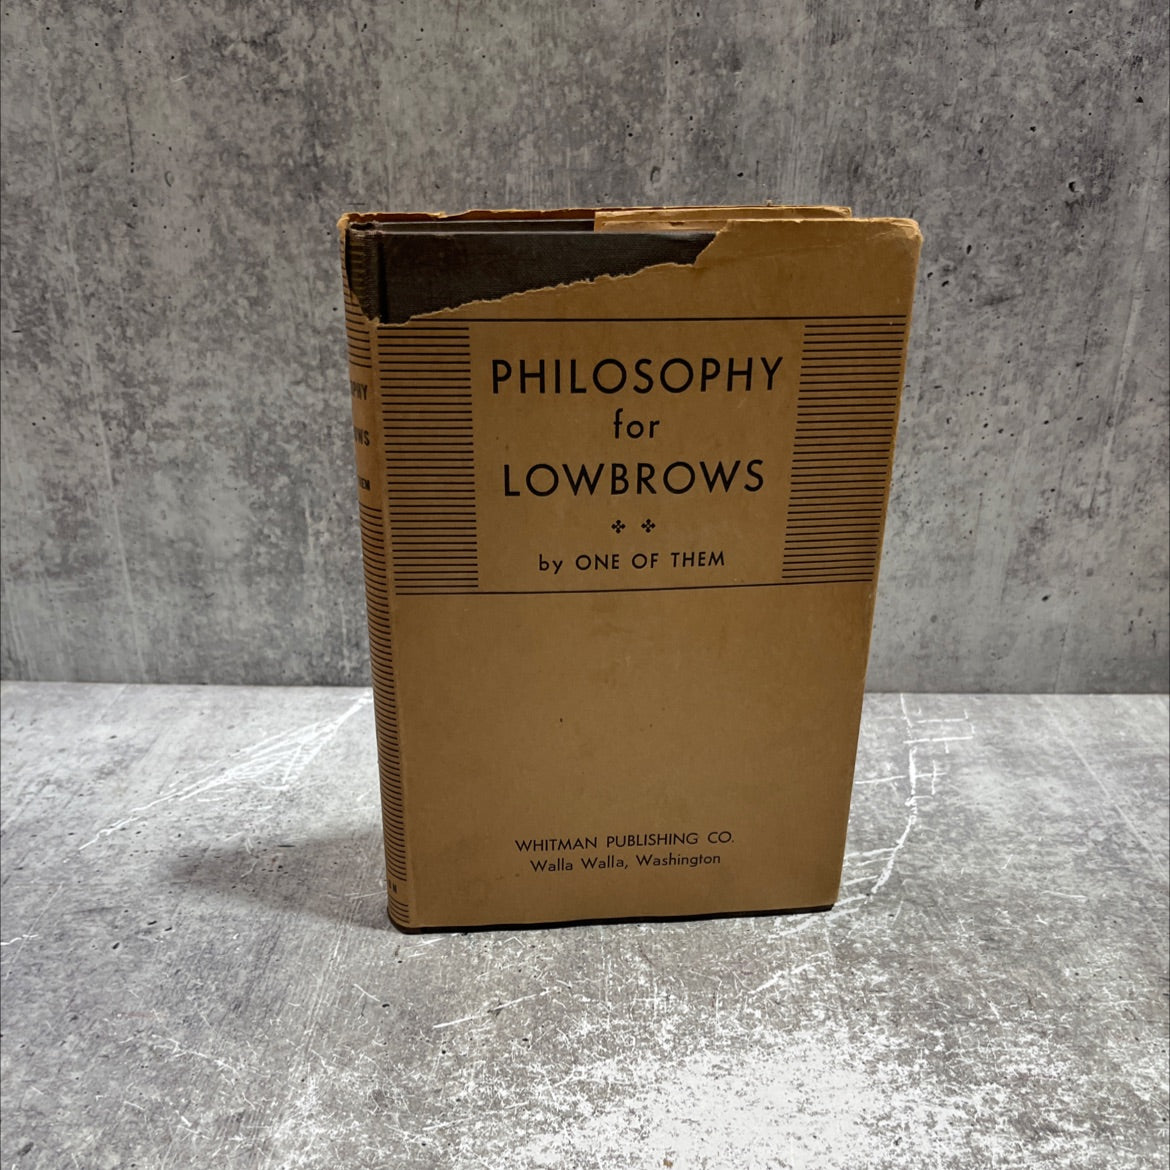 PHILOSOPHY
for
LOWBROWS
by ONE OF THEM
WHITMAN PUBLISHING CO.
Walla Walla, Washington